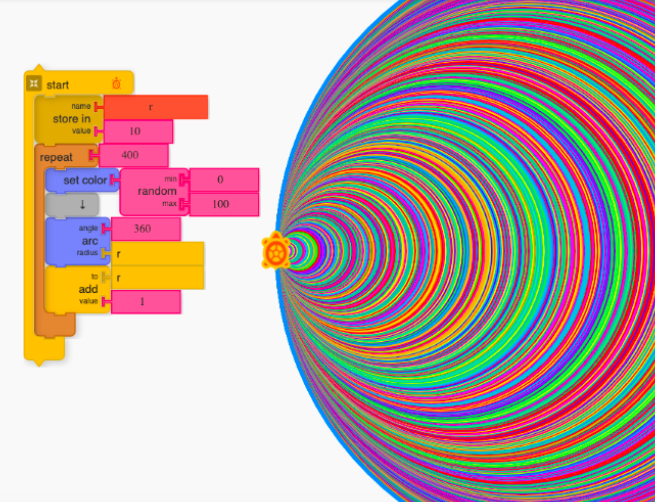 start
name r
store in
value 10
repeat 400
set color random min 0
max 100
↓
angle 360
arc
radius r
to r
add
value 1